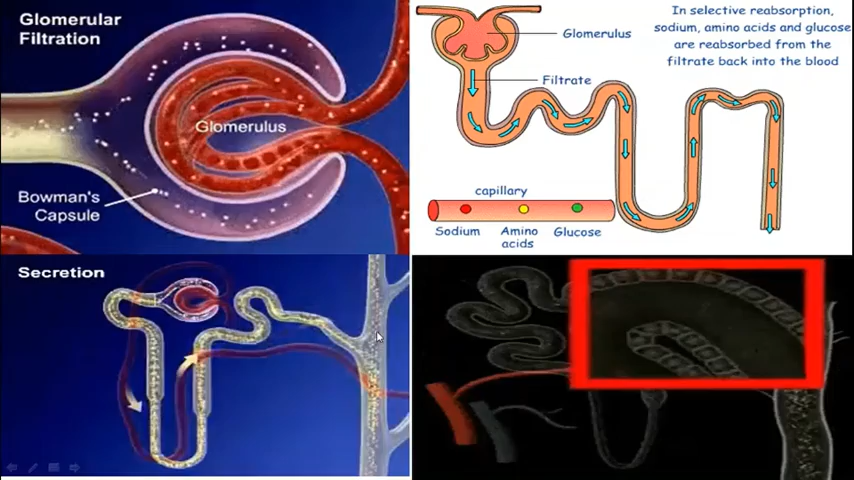 Glomerular
Filtration
Glomerulus
Bowman's
Capsule
In selective reabsorption,
sodium, amino acids and glucose
are reabsorbed from the
filtrate back into the blood
Glomerulus
Filtrate
capillary
Sodium
Amino
acids
Glucose
Secretion